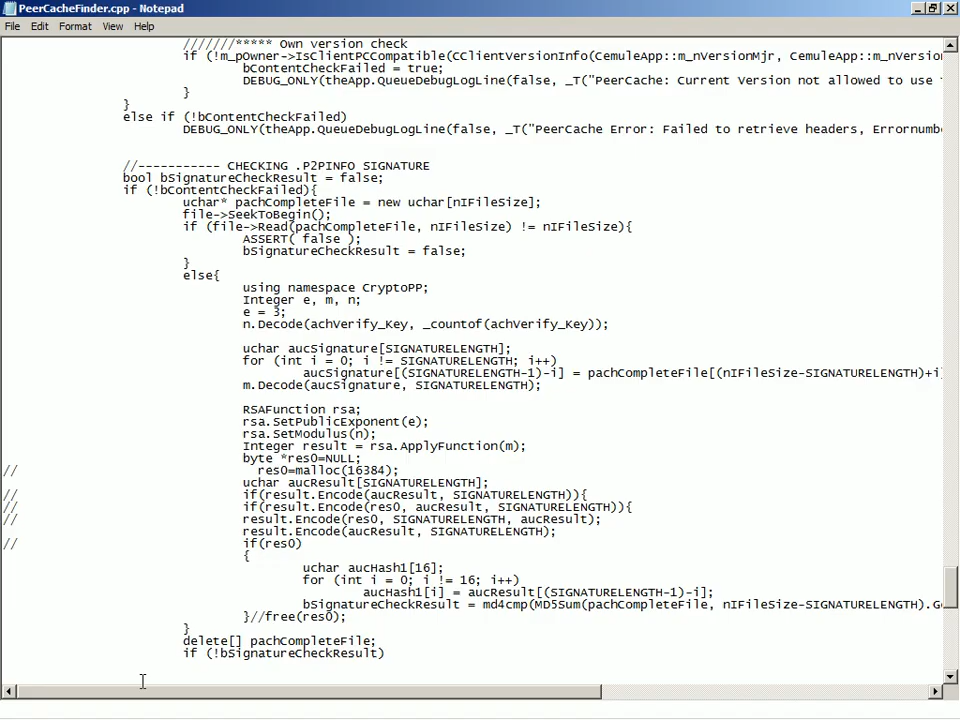 PeerCacheFinder.cpp - Notepad
File Edit Format View Help
///////***** Own version check
if (!m_pOwner->IsClientPCCompatible(CClientVersionInfo(CemuleApp::m_nVersionMjr, CemuleApp::m_nVersion
bContentCheckFailed = true;
DEBUG_ONLY(theApp.QueueDebugLogLine(false, _T("PeerCache: Current Version not allowed to use
}
}
else if (!bContentCheckFailed)
DEBUG_ONLY(theApp.QueueDebugLogLine(false, _T("PeerCache Error: Failed to retrieve headers, Errornumbe
//----------- CHECKING .P2PINFO SIGNATURE
bool bSignatureCheckResult = false;
if (!bContentCheckFailed){
uchar* pachCompleteFile = new uchar[nIFileSize];
file->SeekToBegin();
if (file->Read(pachCompleteFile, nIFileSize) != nIFileSize){
ASSERT( false );
bSignatureCheckResult = false;
}
else{
using namespace CryptoPP;
Integer e, m, n;
e = 3;
n.Decode(achVerify_Key, _countof(achVerify_Key));
uchar aucSignature[SIGNATURELENGTH];
for (int i = 0; i != SIGNATURELENGTH; i++)
aucSignature[(SIGNATURELENGTH-1)-i] = pachCompleteFile[(nIFileSize-SIGNATURELENGTH)+i]
m.Decode(aucSignature, SIGNATURELENGTH);
RSAFunction rsa;
rsa.SetPublicExponent(e);
rsa.SetModulus(n);
Integer result = rsa.ApplyFunction(m);
byte *res0=NULL;
// res0=malloc(16384);
uchar aucResult[SIGNATURELENGTH];
// if(result.Encode(aucResult, SIGNATURELENGTH)){
// if(result.Encode(res0, aucResult, SIGNATURELENGTH)){
// result.Encode(res0, SIGNATURELENGTH, aucResult);
result.Encode(aucResult, SIGNATURELENGTH);
// if(res0)
{
uchar aucHash1[16];
for (int i = 0; i != 16; i++)
aucHash1[i] = aucResult[(SIGNATURELENGTH-1)-i];
bSignatureCheckResult = md4cmp(MD5Sum(pachCompleteFile, nIFileSize-SIGNATURELENGTH).Ge
}//free(res0);
}
delete[] pachCompleteFile;
if (!bSignatureCheckResult)